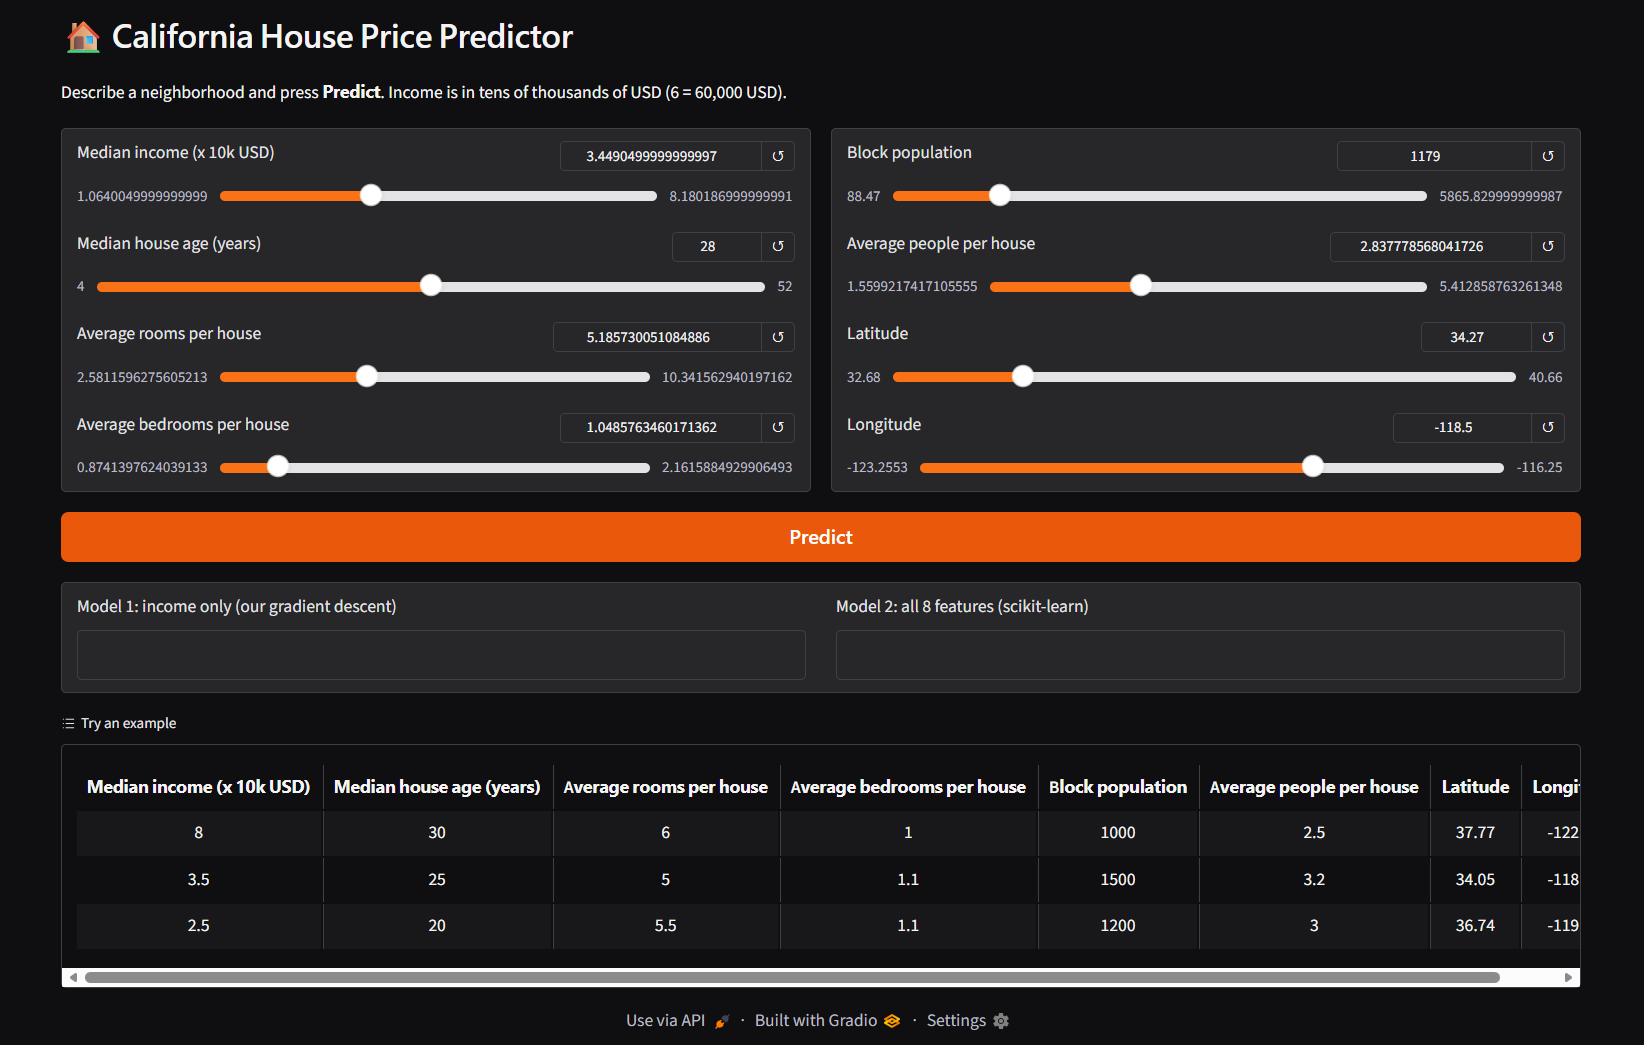 California House Price Predictor
Describe a neighborhood and press Predict. Income is in tens of thousands of USD (6 = 60,000 USD).
Median income (x 10k USD)
3.4490499999999997
1.0640049999999999
8.180186999999991
Median house age (years)
28
4
52
Average rooms per house
5.185730051084886
2.5811596275605213
10.341562940197162
Average bedrooms per house
1.0485763460171362
0.8741397624039133
2.1615884929906493
Block population
1179
88.47
5865.829999999987
Average people per house
2.837778568041726
1.5599217417105555
5.412858763261348
Latitude
34.27
32.68
40.66
Longitude
-118.5
-123.2553
-116.25
Predict
Model 1: income only (our gradient descent)
Model 2: all 8 features (scikit-learn)
Try an example
Median income (x 10k USD) Median house age (years) Average rooms per house Average bedrooms per house Block population Average people per house Latitude Longi
8 30 6 1 1000 2.5 37.77 -122
3.5 25 5 1.1 1500 3.2 34.05 -118
2.5 20 5.5 1.1 1200 3 36.74 -119
Use via API · Built with Gradio · Settings